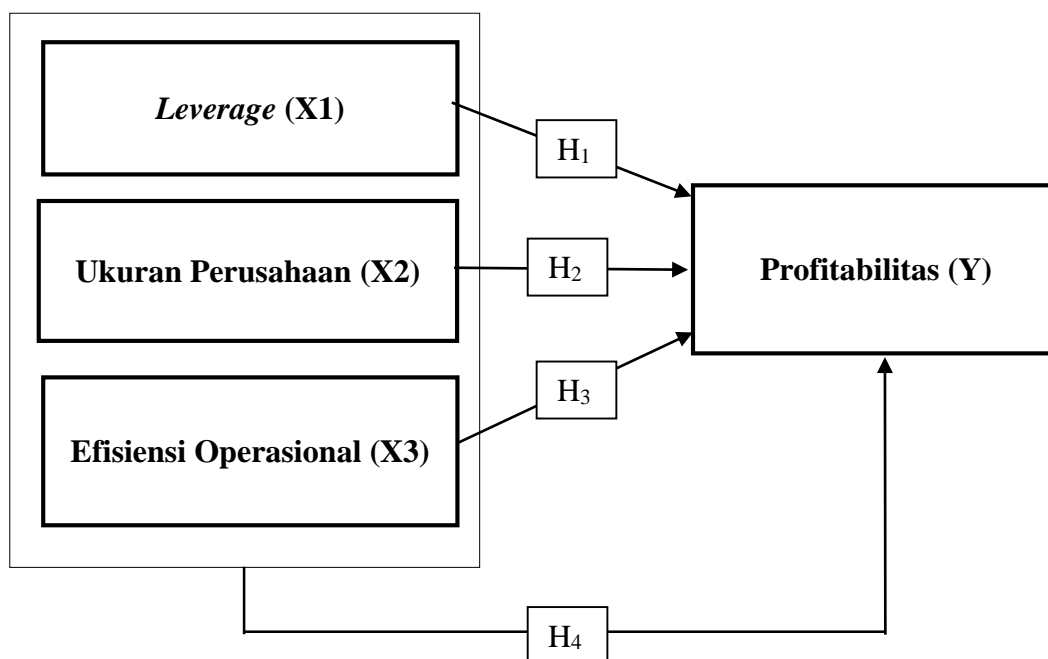 Leverage (X1)
H₁
Ukuran Perusahaan (X2)
H₂
Profitabilitas (Y)
H₃
Efisiensi Operasional (X3)
H₄